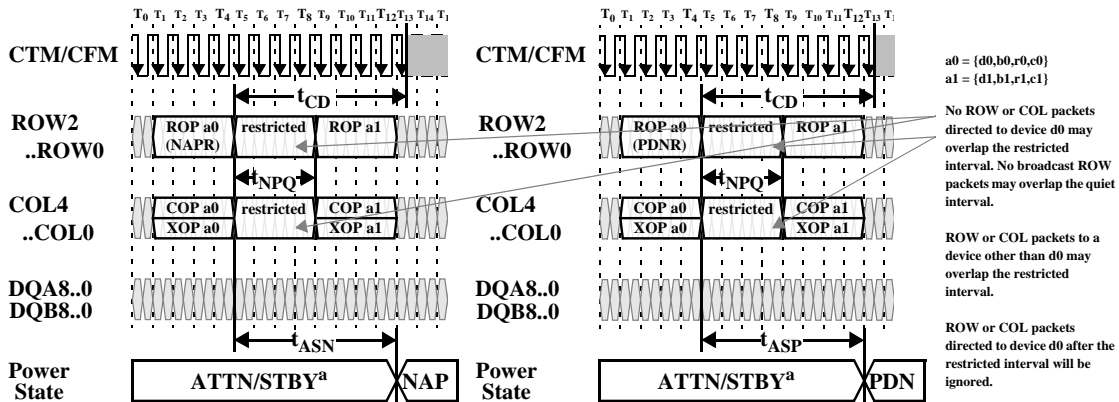 T0 T1 T2 T3 T4 T5 T6 T7 T8 T9 T10 T11 T12 T13 T14 T1
CTM/CFM
tCD
ROW2
..ROW0
ROP a0
(NAPR)
restricted
ROP a1
tNPQ
COL4
..COL0
COP a0
XOP a0
restricted
COP a1
XOP a1
DQA8..0
DQB8..0
tASN
Power
State
ATTN/STBYa
NAP
T0 T1 T2 T3 T4 T5 T6 T7 T8 T9 T10 T11 T12 T13 T1
CTM/CFM
tCD
ROW2
..ROW0
ROP a0
(PDNR)
restricted
ROP a1
tNPQ
COL4
..COL0
COP a0
XOP a0
restricted
COP a1
XOP a1
DQA8..0
DQB8..0
tASP
Power
State
ATTN/STBYa
PDN
a0 = {d0,b0,r0,c0}
a1 = {d1,b1,r1,c1}
No ROW or COL packets
directed to device d0 may
overlap the restricted
interval. No broadcast ROW
packets may overlap the quiet
interval.
ROW or COL packets to a
device other than d0 may
overlap the restricted
interval.
ROW or COL packets
directed to device d0 after the
restricted interval will be
ignored.